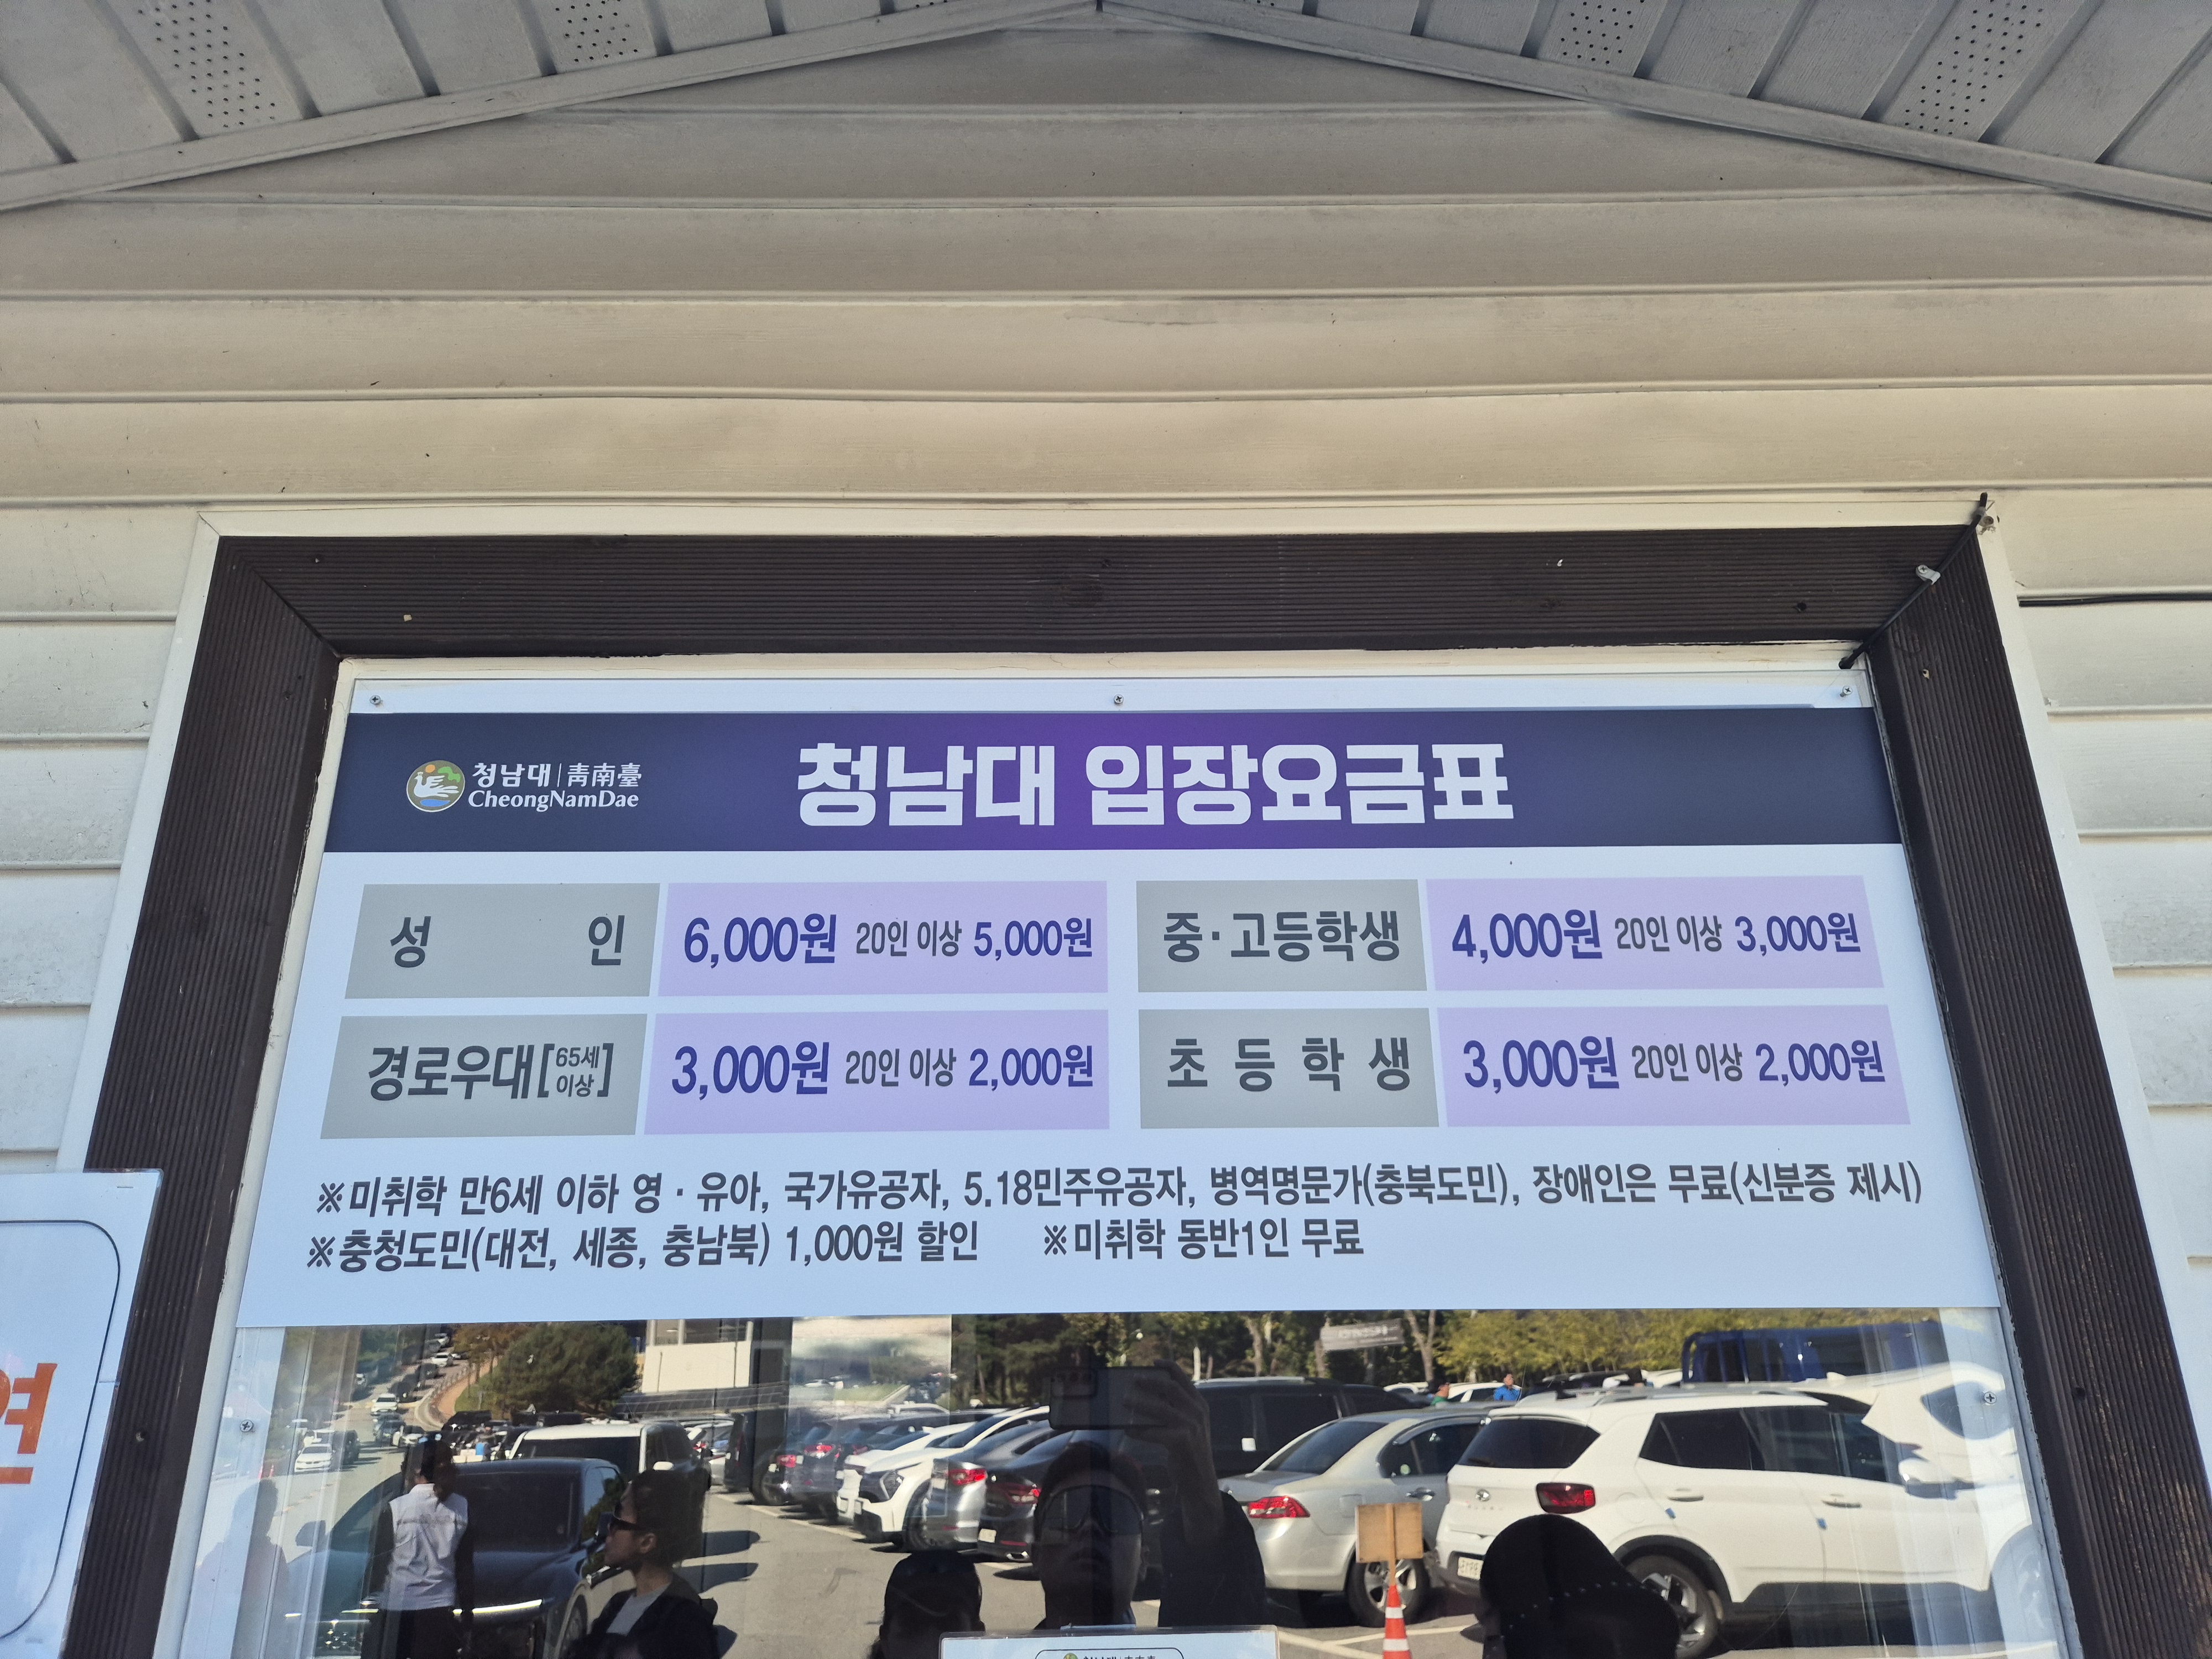 청남대 | 靑南臺
CheongNamDae
청남대 입장요금표
성 인 6,000원 20인 이상 5,000원
중·고등학생 4,000원 20인 이상 3,000원
경로우대[65세 이상] 3,000원 20인 이상 2,000원
초 등 학 생 3,000원 20인 이상 2,000원
※미취학 만6세 이하 영·유아, 국가유공자, 5.18민주유공자, 병역명문가(충북도민), 장애인은 무료(신분증 제시)
※충청도민(대전, 세종, 충남북) 1,000원 할인 ※미취학 동반1인 무료